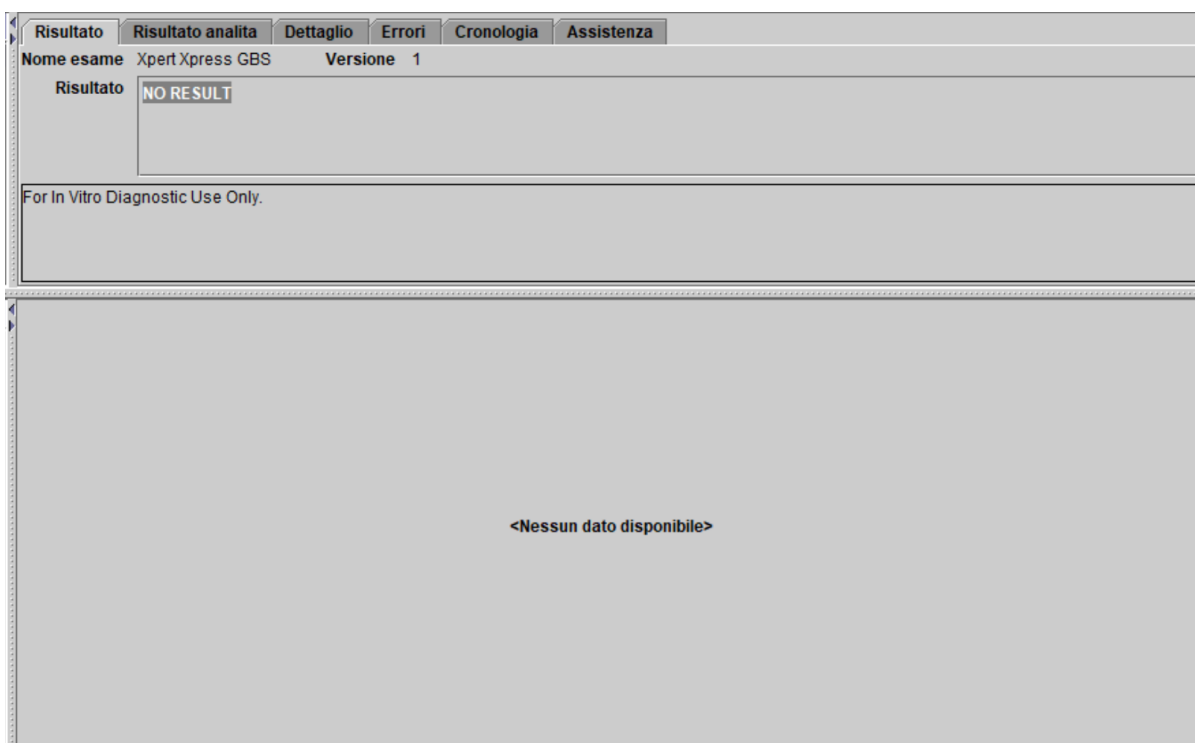 Risultato Risultato analita Dettaglio Errori Cronologia Assistenza
Nome esame Xpert Xpress GBS Versione 1
Risultato NO RESULT
For In Vitro Diagnostic Use Only.
<Nessun dato disponibile>